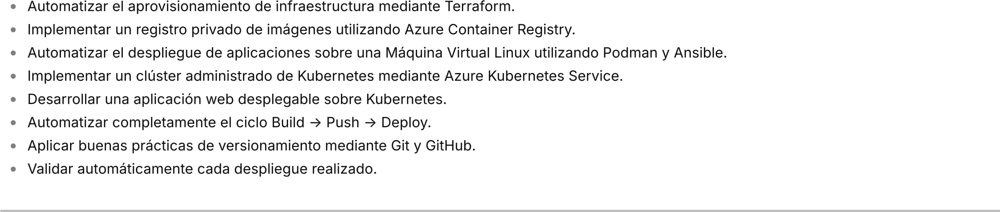 • Automatizar el aprovisionamiento de infraestructura mediante Terraform.
• Implementar un registro privado de imágenes utilizando Azure Container Registry.
• Automatizar el despliegue de aplicaciones sobre una Máquina Virtual Linux utilizando Podman y Ansible.
• Implementar un clúster administrado de Kubernetes mediante Azure Kubernetes Service.
• Desarrollar una aplicación web desplegable sobre Kubernetes.
• Automatizar completamente el ciclo Build → Push → Deploy.
• Aplicar buenas prácticas de versionamiento mediante Git y GitHub.
• Validar automáticamente cada despliegue realizado.